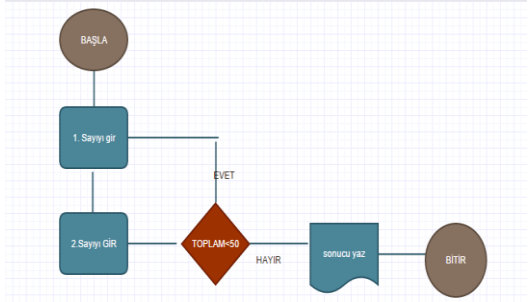 BAŞLA
1. Sayıyı gir
EVET
2.Sayıyı GİR
TOPLAM<50
HAYIR
sonucu yaz
BİTİR